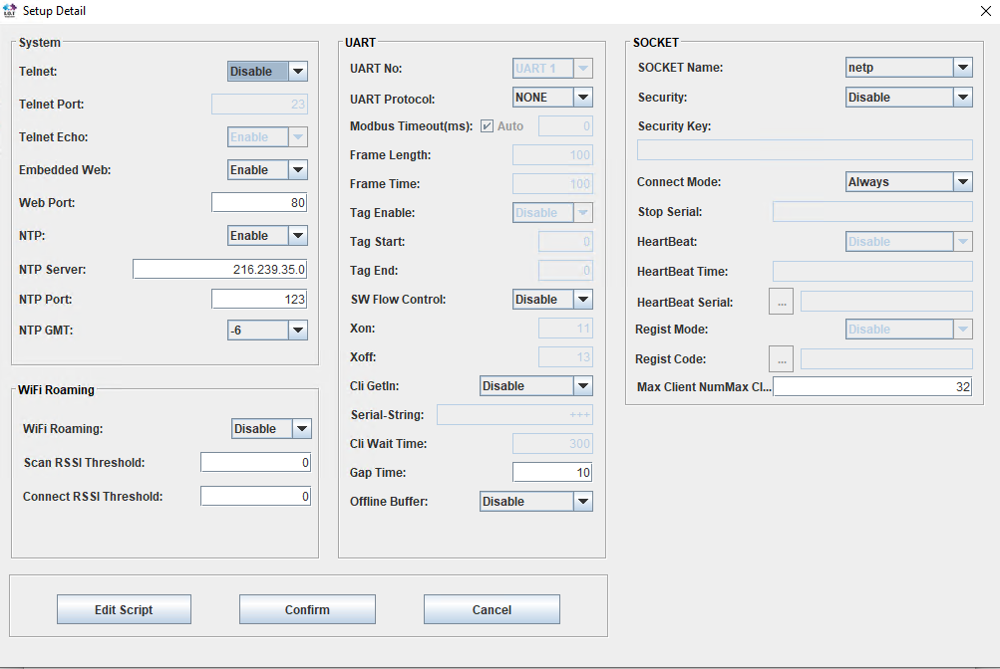 Setup Detail
System
Telnet: Disable
Telnet Port: 23
Telnet Echo: Enable
Embedded Web: Enable
Web Port: 80
NTP: Enable
NTP Server: 216.239.35.0
NTP Port: 123
NTP GMT: -6
WiFi Roaming
WiFi Roaming: Disable
Scan RSSI Threshold: 0
Connect RSSI Threshold: 0
UART
UART No: UART 1
UART Protocol: NONE
Modbus Timeout(ms): Auto 0
Frame Length: 100
Frame Time: 100
Tag Enable: Disable
Tag Start: 0
Tag End: 0
SW Flow Control: Disable
Xon: 11
Xoff: 13
Cli GetIn: Disable
Serial-String: +++
Cli Wait Time: 300
Gap Time: 10
Offline Buffer: Disable
SOCKET
SOCKET Name: netp
Security: Disable
Security Key:
Connect Mode: Always
Stop Serial:
HeartBeat: Disable
HeartBeat Time:
HeartBeat Serial: ...
Regist Mode: Disable
Regist Code: ...
Max Client NumMax Cl... 32
Edit Script Confirm Cancel